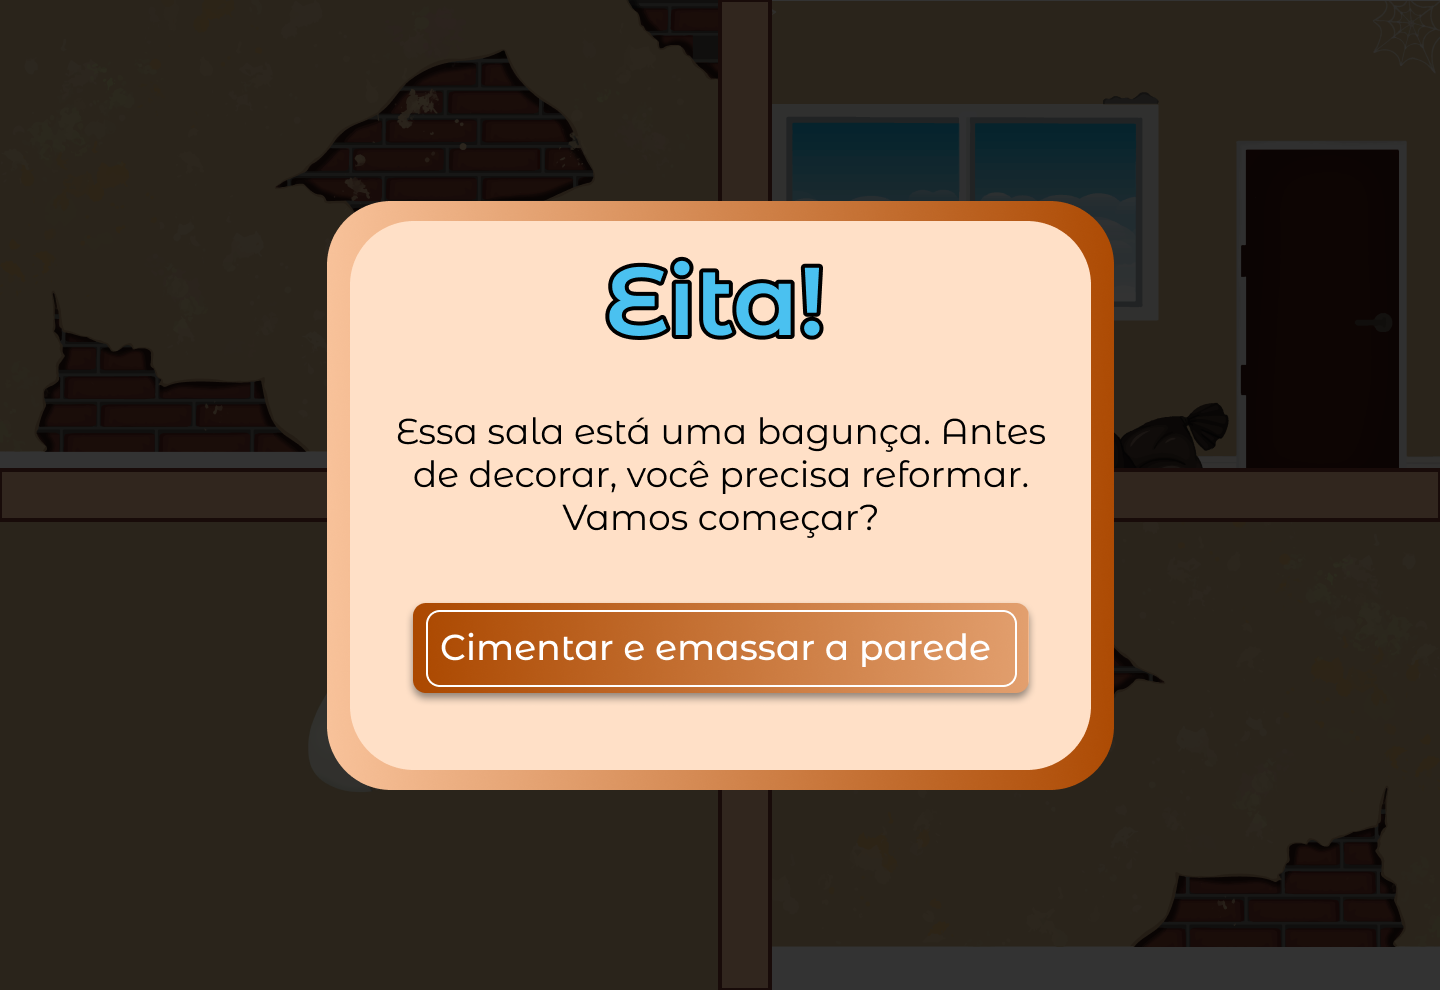 Eita!
Essa sala está uma bagunça. Antes
de decorar, você precisa reformar.
Vamos começar?
Cimentar e emassar a parede